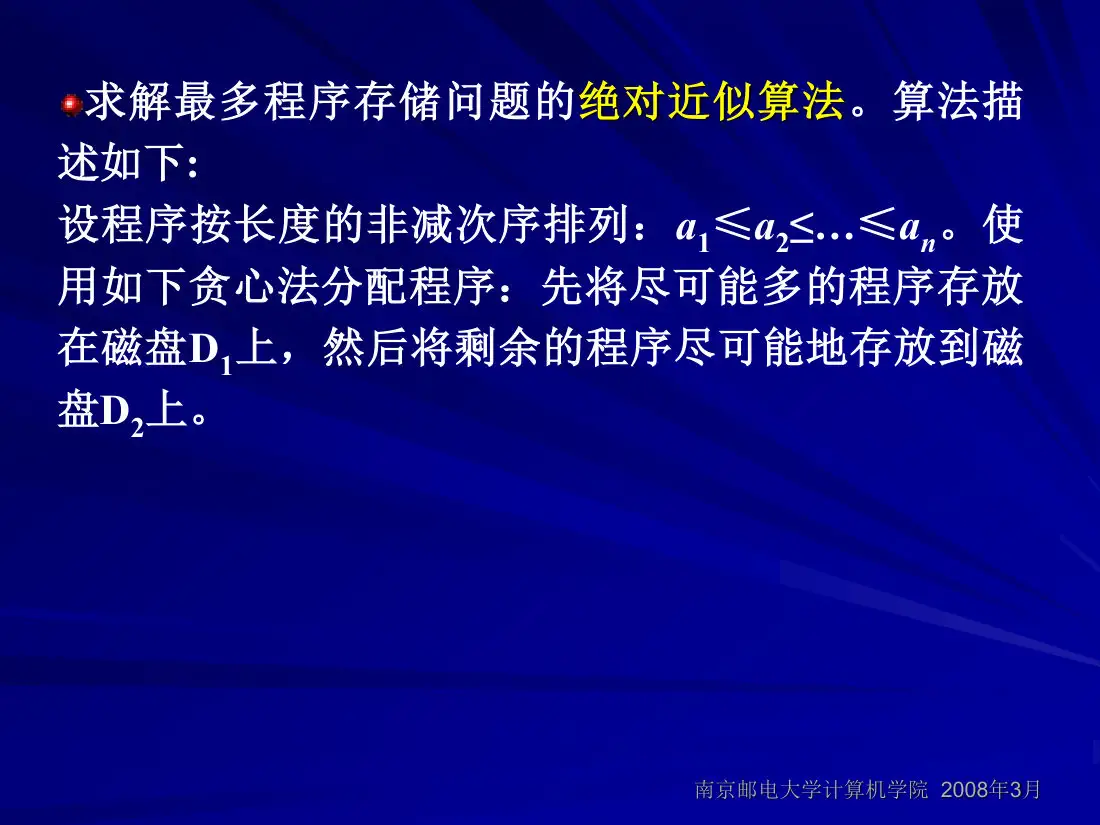 求解最多程序存储问题的绝对近似算法。算法描
述如下:
设程序按长度的非减次序排列：a₁≤a₂≤…≤aₙ。使
用如下贪心法分配程序：先将尽可能多的程序存放
在磁盘D₁上，然后将剩余的程序尽可能地存放到磁
盘D₂上。
南京邮电大学计算机学院 2008年3月